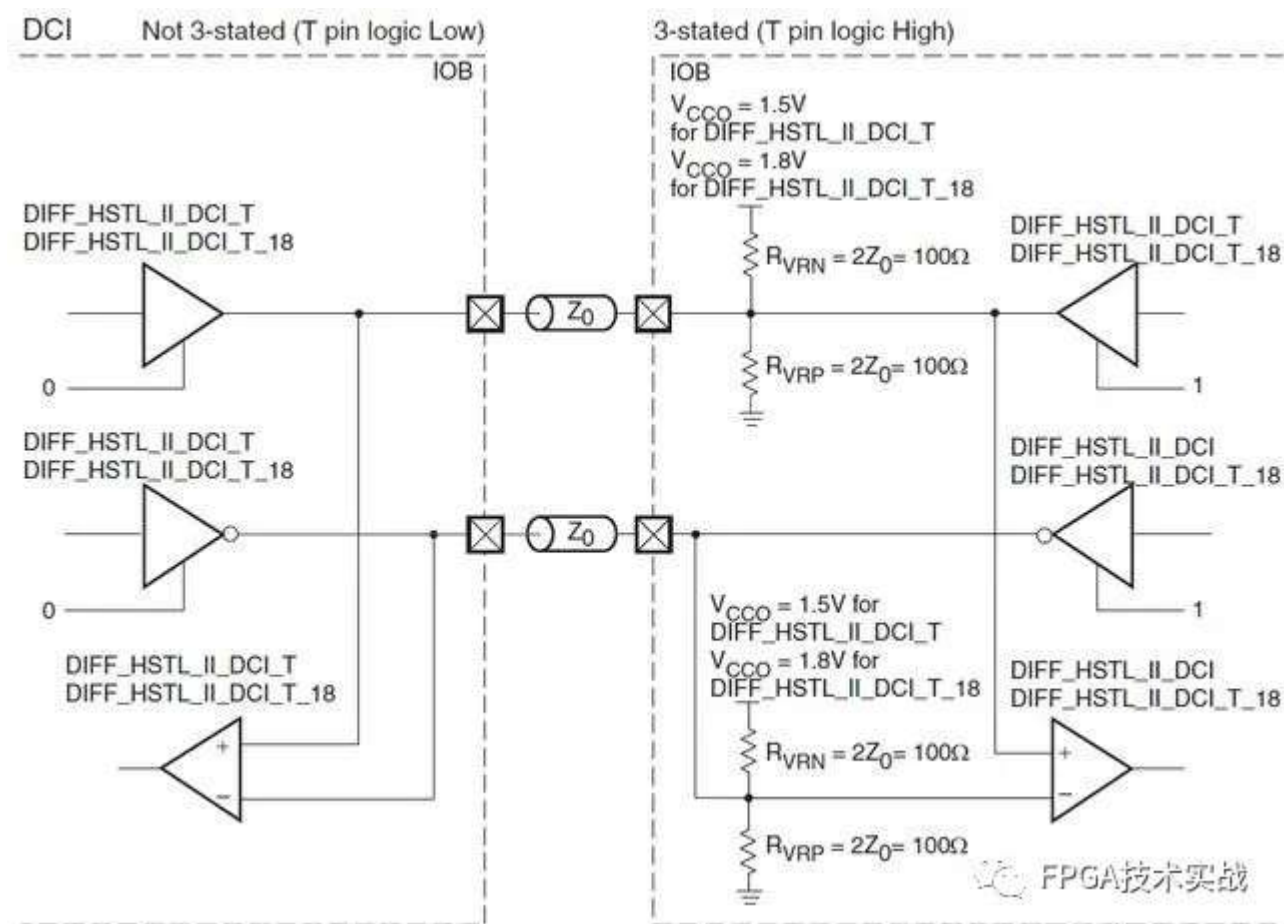 DCI Not 3-stated (T pin logic Low)
3-stated (T pin logic High)
IOB
IOB
VCCO = 1.5V
for DIFF_HSTL_II_DCI_T
VCCO = 1.8V
for DIFF_HSTL_II_DCI_T_18
DIFF_HSTL_II_DCI_T
DIFF_HSTL_II_DCI_T_18
DIFF_HSTL_II_DCI_T
DIFF_HSTL_II_DCI_T_18
RVRN = 2Z0= 100Ω
Z0
RVRP = 2Z0= 100Ω
0
1
DIFF_HSTL_II_DCI_T
DIFF_HSTL_II_DCI_T_18
DIFF_HSTL_II_DCI
DIFF_HSTL_II_DCI_T_18
Z0
0
1
VCCO = 1.5V for
DIFF_HSTL_II_DCI_T
VCCO = 1.8V for
DIFF_HSTL_II_DCI_T_18
DIFF_HSTL_II_DCI_T
DIFF_HSTL_II_DCI_T_18
DIFF_HSTL_II_DCI
DIFF_HSTL_II_DCI_T_18
+
−
RVRN = 2Z0= 100Ω
+
−
RVRP = 2Z0= 100Ω
FPGA技术实战